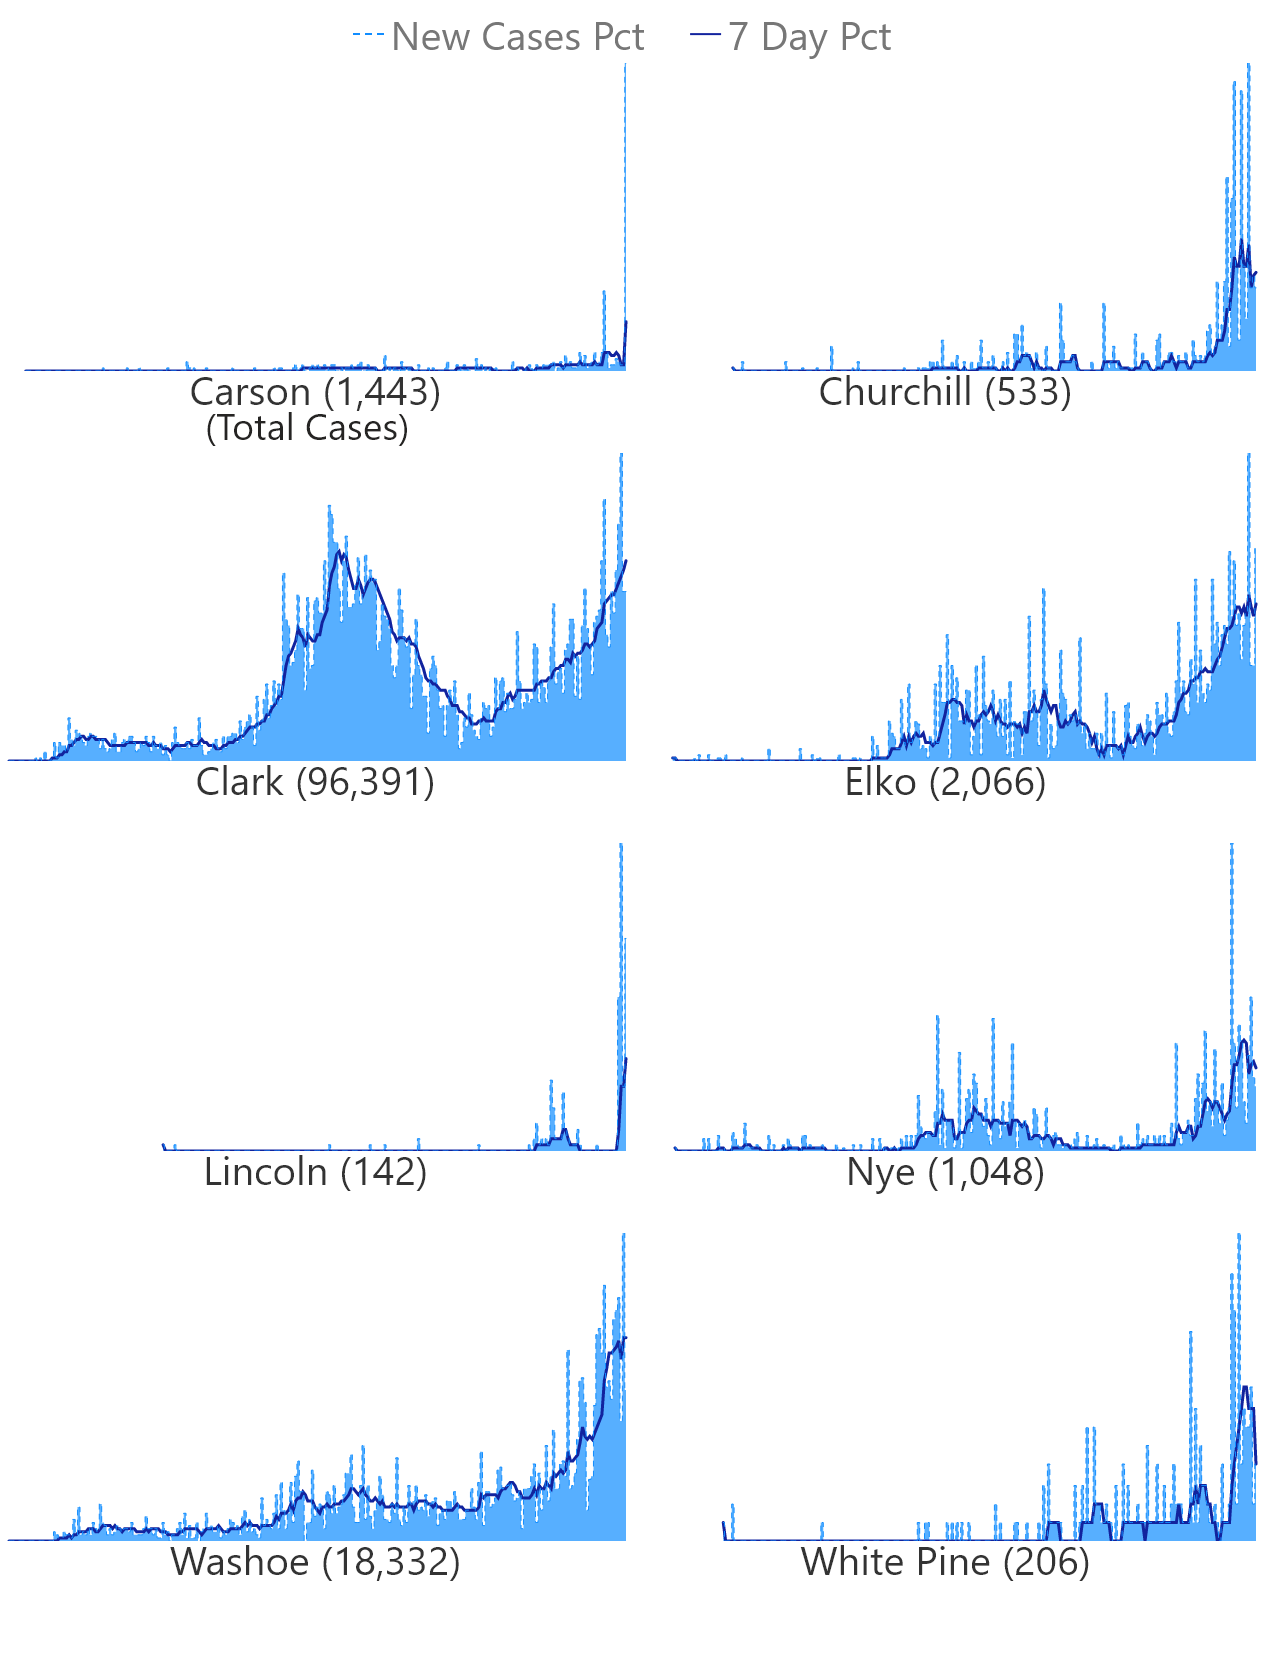 New Cases Pct 7 Day Pct
Carson (1,443) Churchill (533)
(Total Cases)
Clark (96,391) Elko (2,066)
Lincoln (142) Nye (1,048)
Washoe (18,332) White Pine (206)